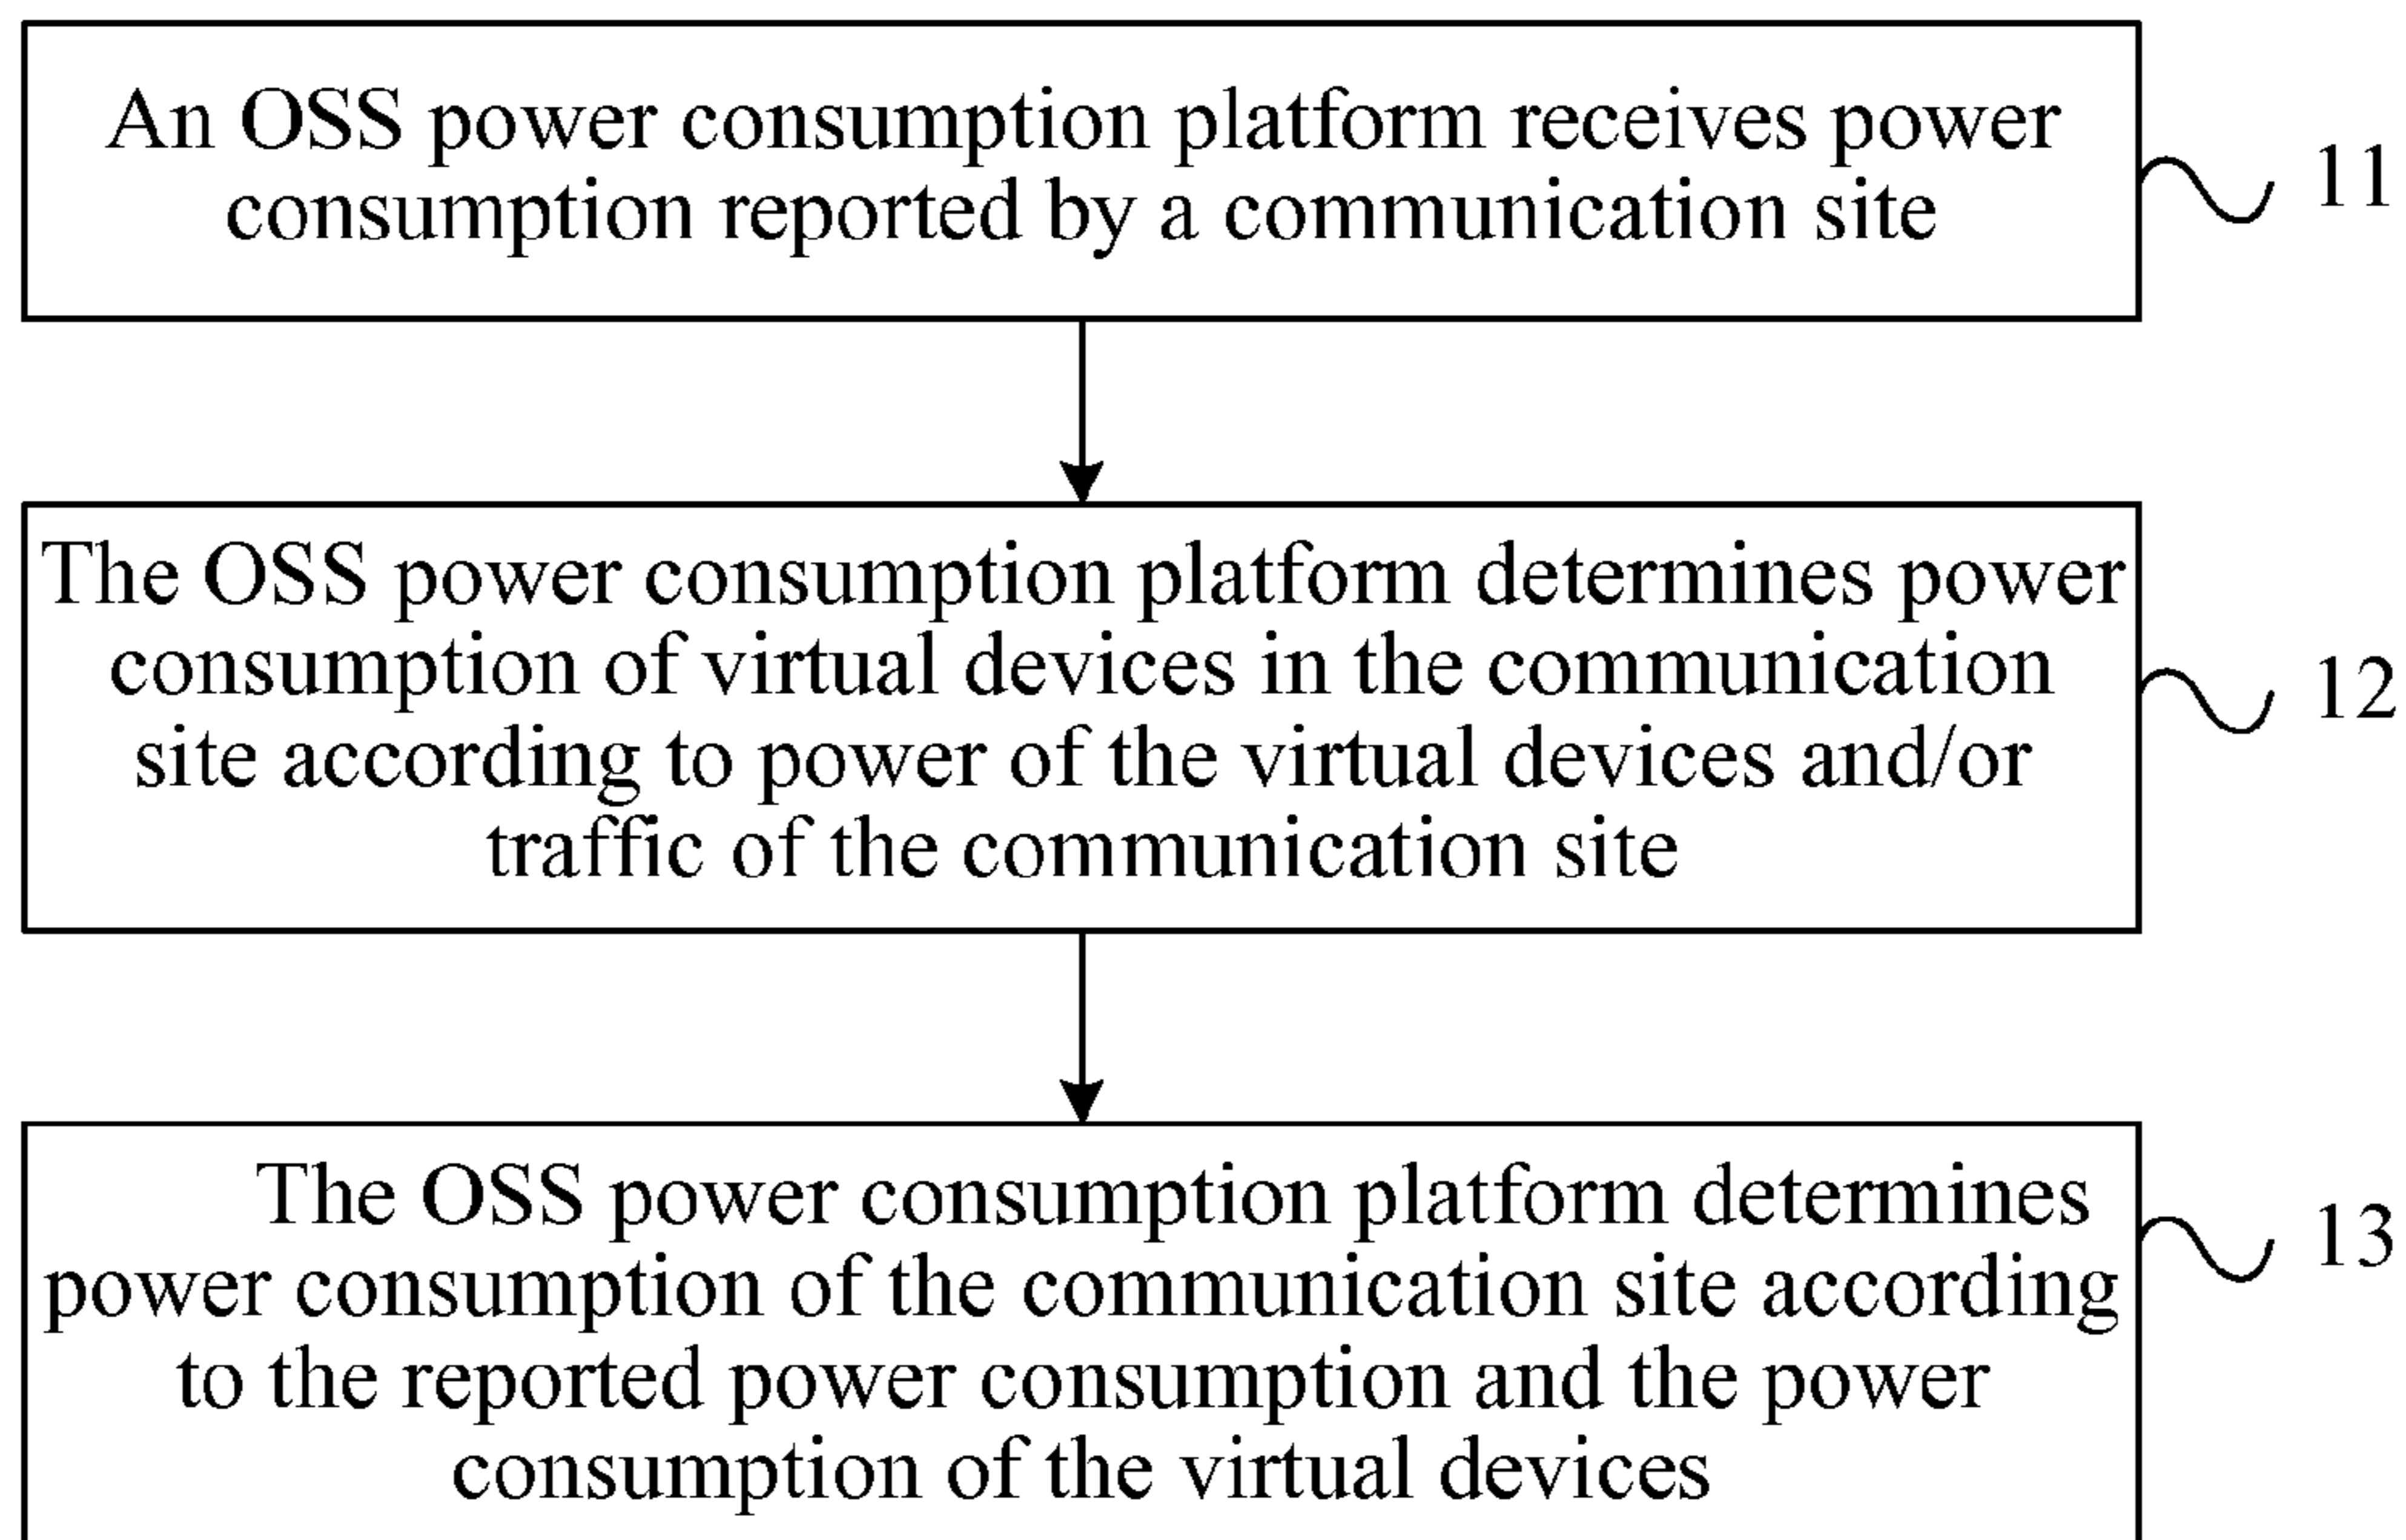 An OSS power consumption platform receives power
consumption reported by a communication site
11
The OSS power consumption platform determines power
consumption of virtual devices in the communication
site according to power of the virtual devices and/or
traffic of the communication site
12
The OSS power consumption platform determines
power consumption of the communication site according
to the reported power consumption and the power
consumption of the virtual devices
13